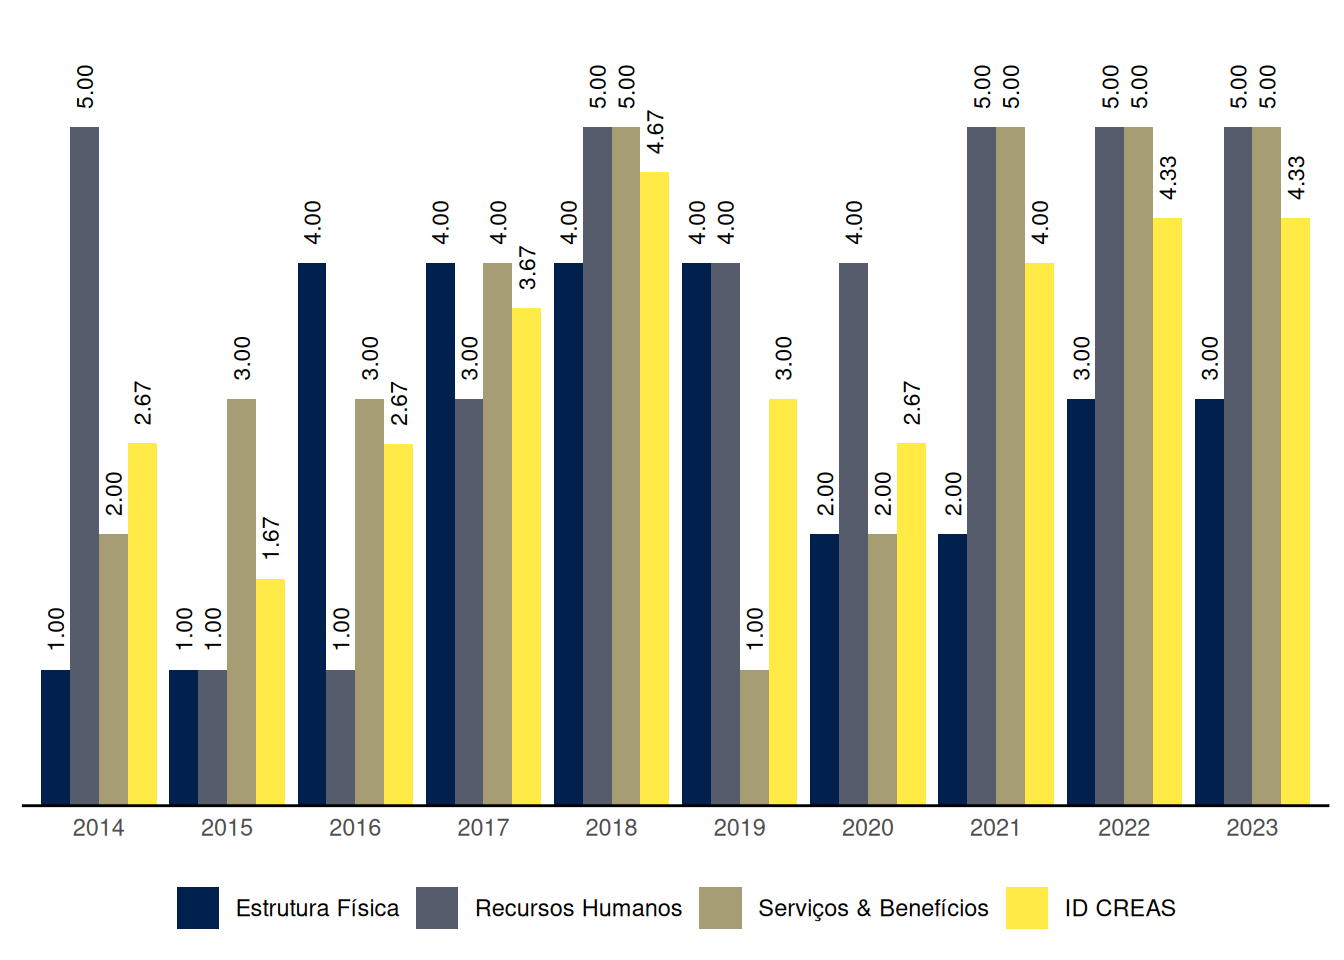 5.00 5.00 5.00 5.00 5.00 5.00 5.00 5.00 5.00
4.67
4.33 4.33
4.00 4.00 4.00 4.00 4.00 4.00 4.00 4.00
3.67
3.00 3.00 3.00 3.00 3.00 3.00
2.67 2.67 2.67
2.00 2.00 2.00 2.00
1.67
1.00 1.00 1.00 1.00 1.00
2014 2015 2016 2017 2018 2019 2020 2021 2022 2023
Estrutura Física Recursos Humanos Serviços & Benefícios ID CREAS